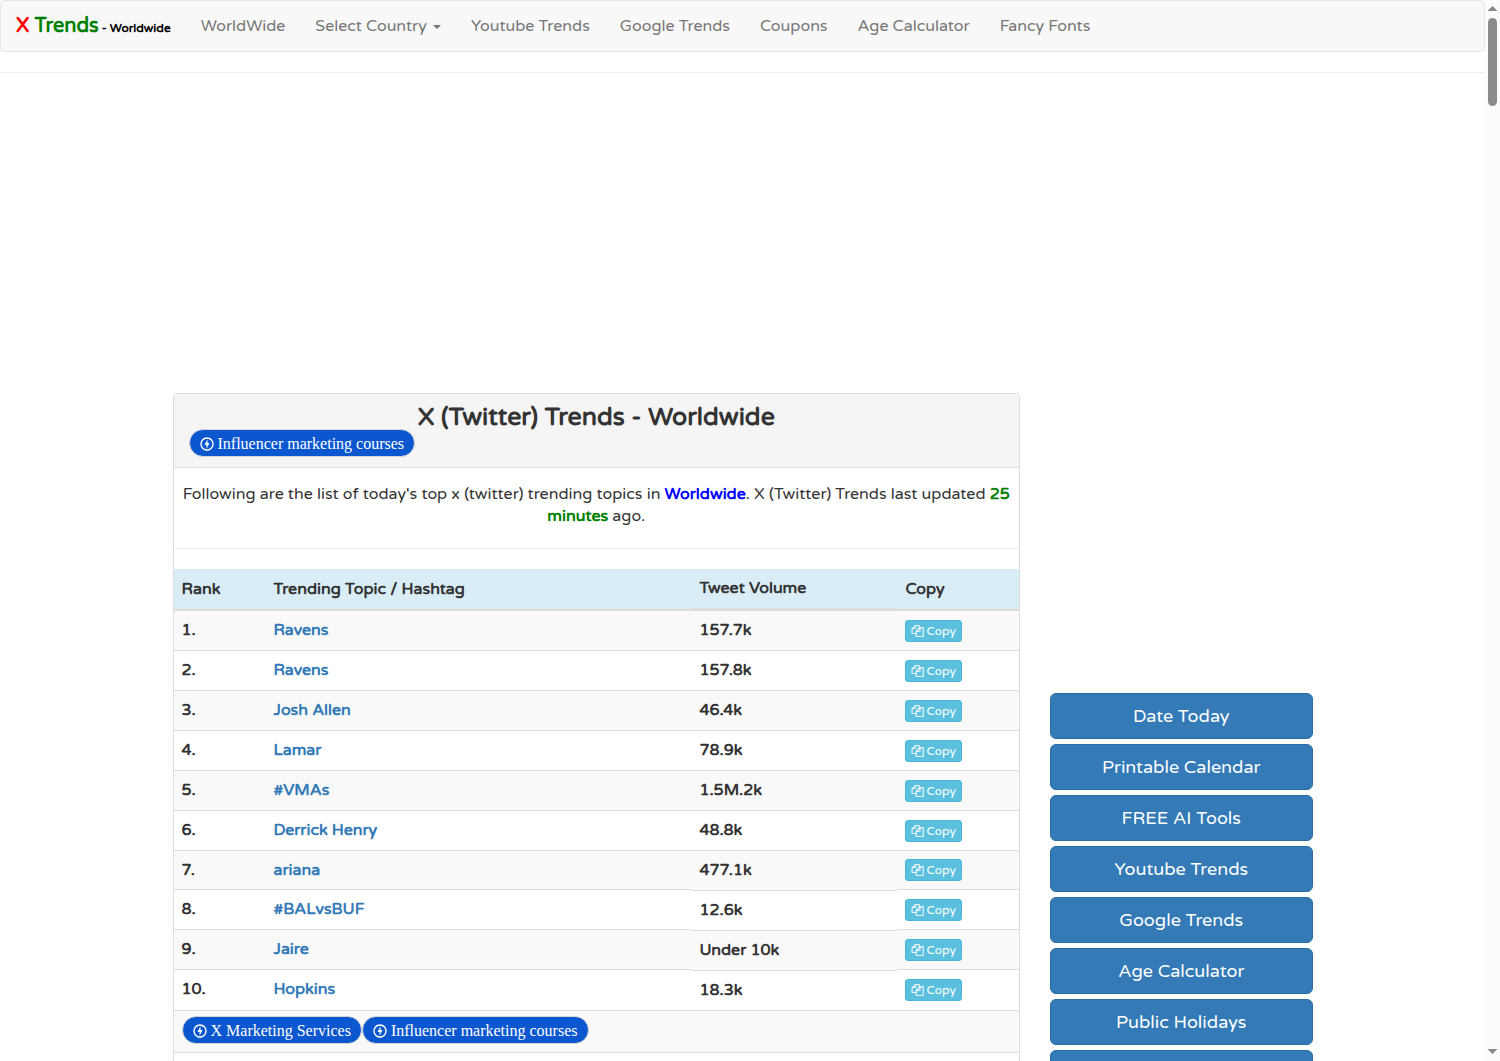 X Trends - Worldwide WorldWide Select Country Youtube Trends Google Trends Coupons Age Calculator Fancy Fonts
X (Twitter) Trends - Worldwide
Influencer marketing courses
Following are the list of today's top x (twitter) trending topics in Worldwide. X (Twitter) Trends last updated 25
minutes ago.
Rank Trending Topic / Hashtag Tweet Volume Copy
1. Ravens 157.7k Copy
2. Ravens 157.8k Copy
3. Josh Allen 46.4k Copy
4. Lamar 78.9k Copy
5. #VMAs 1.5M.2k Copy
6. Derrick Henry 48.8k Copy
7. ariana 477.1k Copy
8. #BALvsBUF 12.6k Copy
9. Jaire Under 10k Copy
10. Hopkins 18.3k Copy
X Marketing Services Influencer marketing courses
Date Today
Printable Calendar
FREE AI Tools
Youtube Trends
Google Trends
Age Calculator
Public Holidays